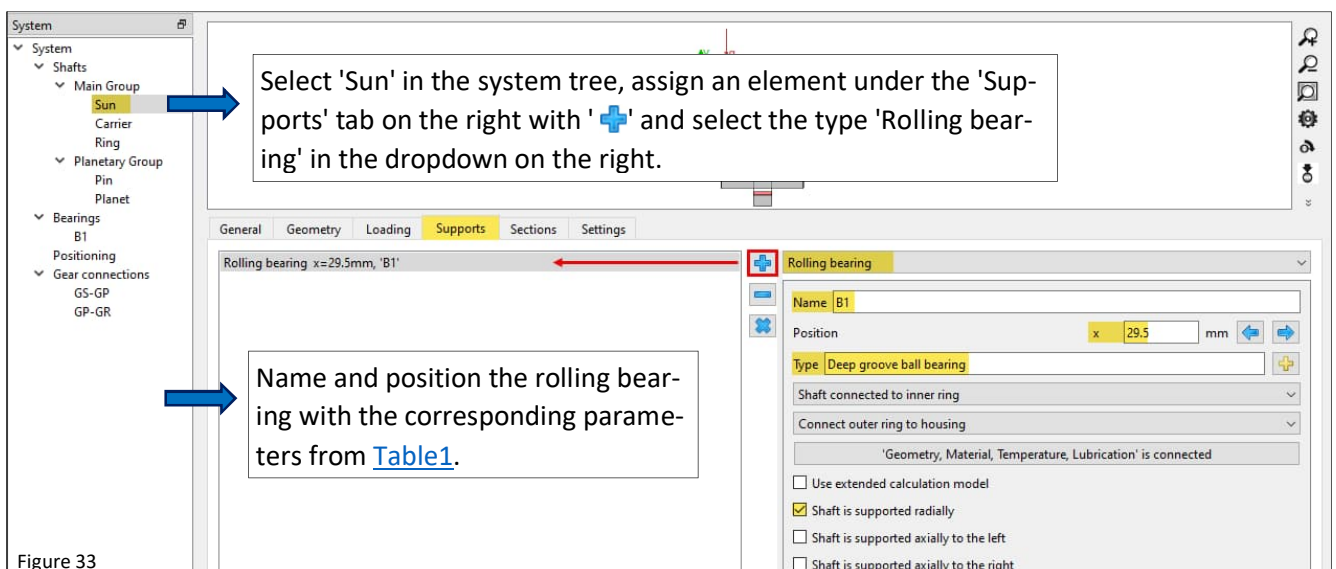 System
System
Shafts
Main Group
Sun
Carrier
Ring
Planetary Group
Pin
Planet
Bearings
B1
Positioning
Gear connections
GS-GP
GP-GR
Select 'Sun' in the system tree, assign an element under the 'Sup-
ports' tab on the right with ' ' and select the type 'Rolling bear-
ing' in the dropdown on the right.
General Geometry Loading Supports Sections Settings
Rolling bearing x=29.5mm, 'B1'
Name and position the rolling bear-
ing with the corresponding parame-
ters from Table1.
Rolling bearing
Name B1
Position x 29.5 mm
Type Deep groove ball bearing
Shaft connected to inner ring
Connect outer ring to housing
'Geometry, Material, Temperature, Lubrication' is connected
Use extended calculation model
Shaft is supported radially
Shaft is supported axially to the left
Shaft is supported axially to the right
Figure 33